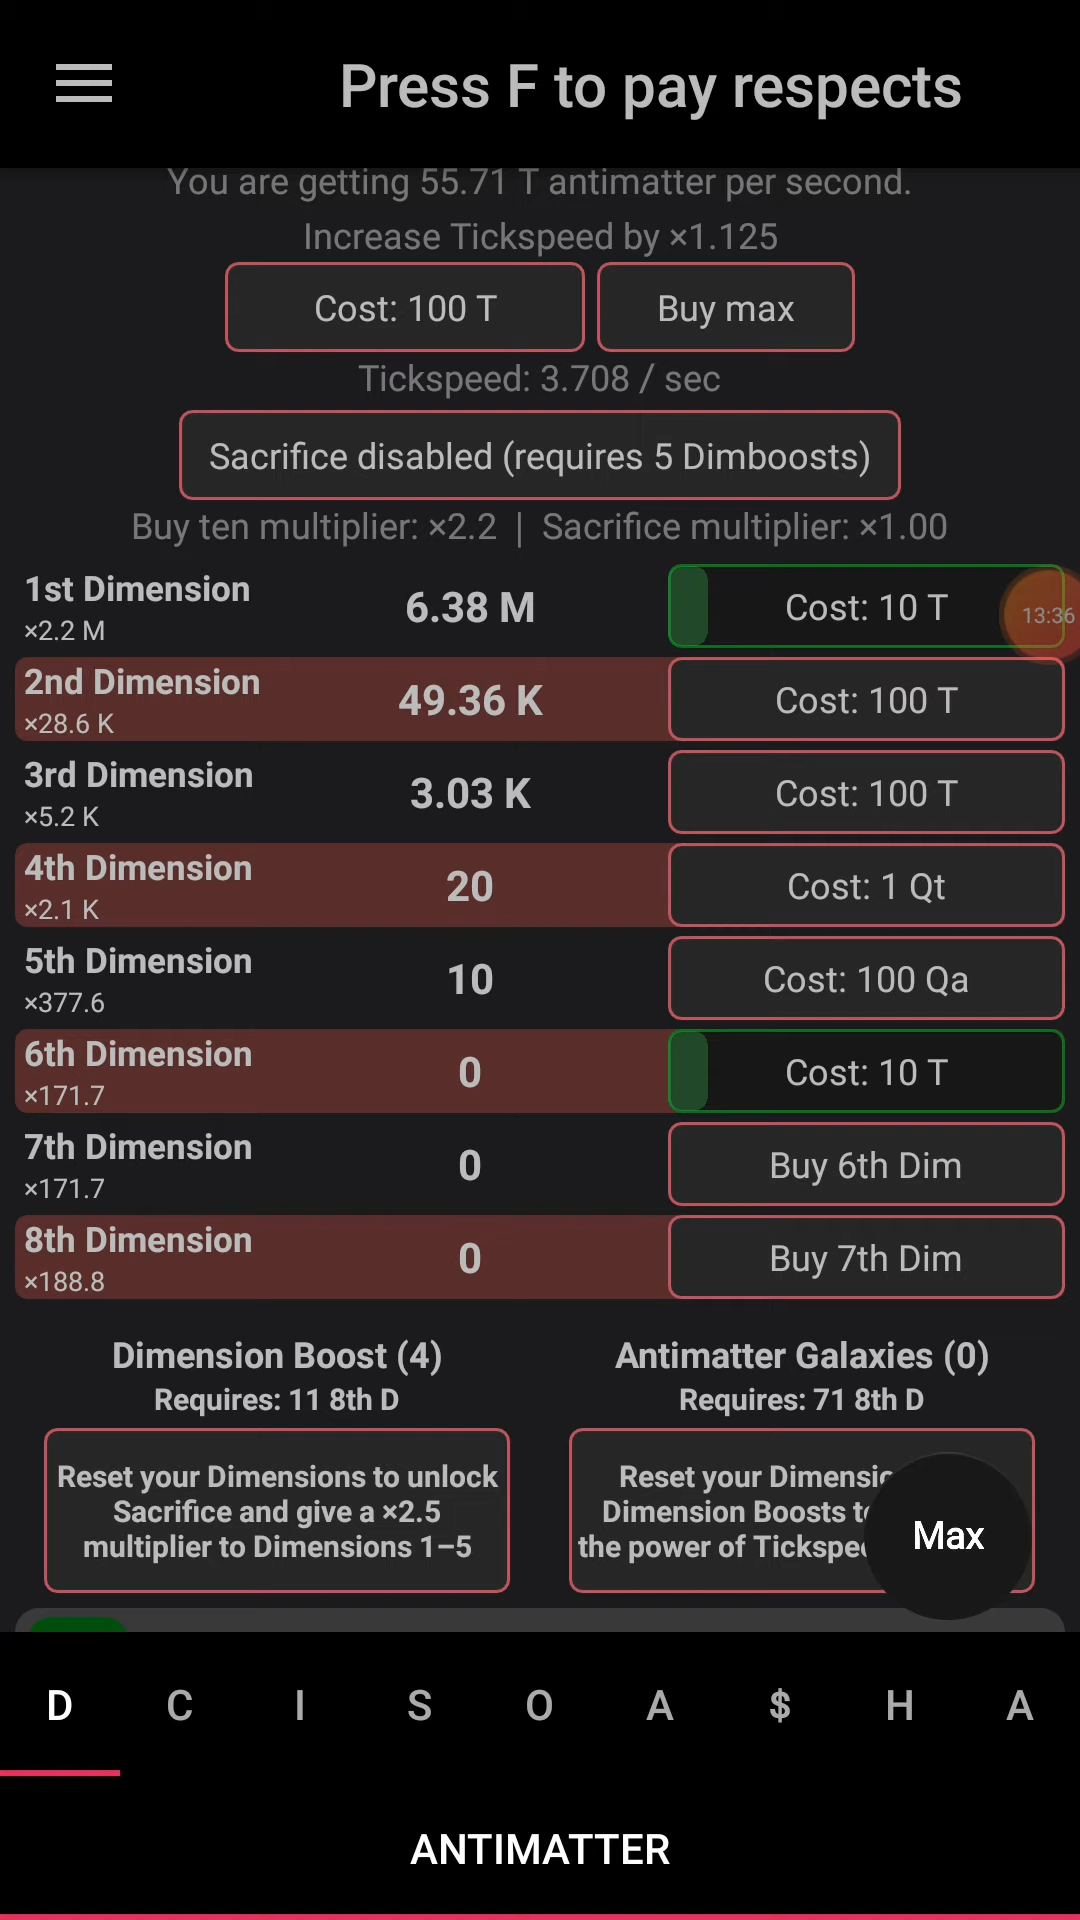 Press F to pay respects
You are getting 55.71 T antimatter per second.
Increase Tickspeed by ×1.125
Cost: 100 T
Buy max
Tickspeed: 3.708 / sec
Sacrifice disabled (requires 5 Dimboosts)
Buy ten multiplier: ×2.2 | Sacrifice multiplier: ×1.00
1st Dimension
×2.2 M
6.38 M
Cost: 10 T
13:36
2nd Dimension
×28.6 K
49.36 K
Cost: 100 T
3rd Dimension
×5.2 K
3.03 K
Cost: 100 T
4th Dimension
×2.1 K
20
Cost: 1 Qt
5th Dimension
×377.6
10
Cost: 100 Qa
6th Dimension
×171.7
0
Cost: 10 T
7th Dimension
×171.7
0
Buy 6th Dim
8th Dimension
×188.8
0
Buy 7th Dim
Dimension Boost (4)
Requires: 11 8th D
Reset your Dimensions to unlock
Sacrifice and give a ×2.5
multiplier to Dimensions 1–5
Antimatter Galaxies (0)
Requires: 71 8th D
Reset your
Dimension Boosts
the power of
Max
D C I S O A $ H A
ANTIMATTER